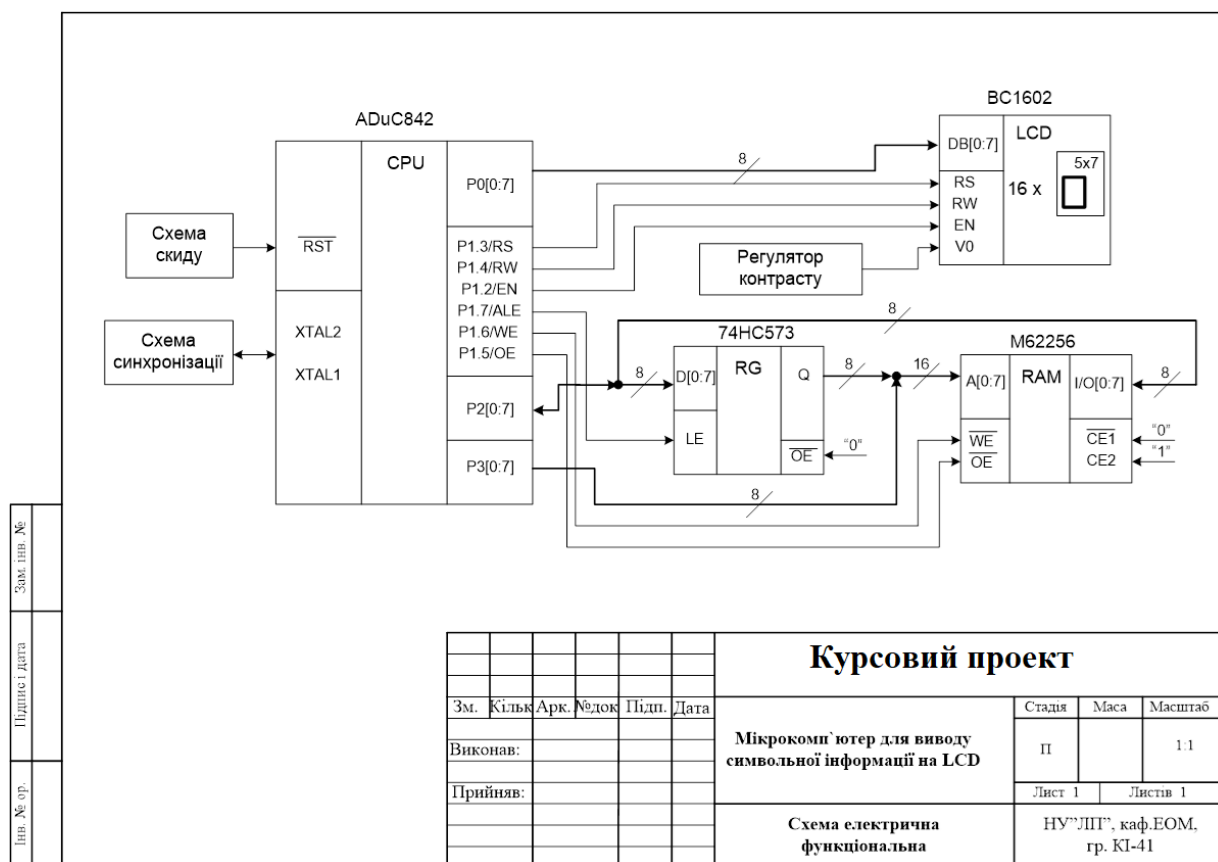 ADuC842
CPU
RST
XTAL2
XTAL1
P0[0:7]
P1.3/RS
P1.4/RW
P1.2/EN
P1.7/ALE
P1.6/WE
P1.5/OE
P2[0:7]
P3[0:7]
Схема
скиду
Схема
синхронізації
8
BC1602
DB[0:7]
LCD
RS
RW
EN
V0
16 x
5x7
Регулятор
контрасту
8
74HC573
8
D[0:7]
RG
Q
LE
OE
"0"
8
16
8
M62256
A[0:7]
RAM
I/O[0:7]
WE
OE
CE1
CE2
8
"0"
"1"
Зам. інв. №
Підпис і дата
Інв. № ор.
Курсовий проект
Зм. Кільк Арк. №док Підп. Дата
Виконав:
Прийняв:
Мікрокомп`ютер для виводу
символьної інформації на LCD
Стадія Маса Масштаб
П 1:1
Лист 1 Листів 1
Схема електрична
функціональна
НУ"ЛП", каф.ЕОМ,
гр. КІ-41